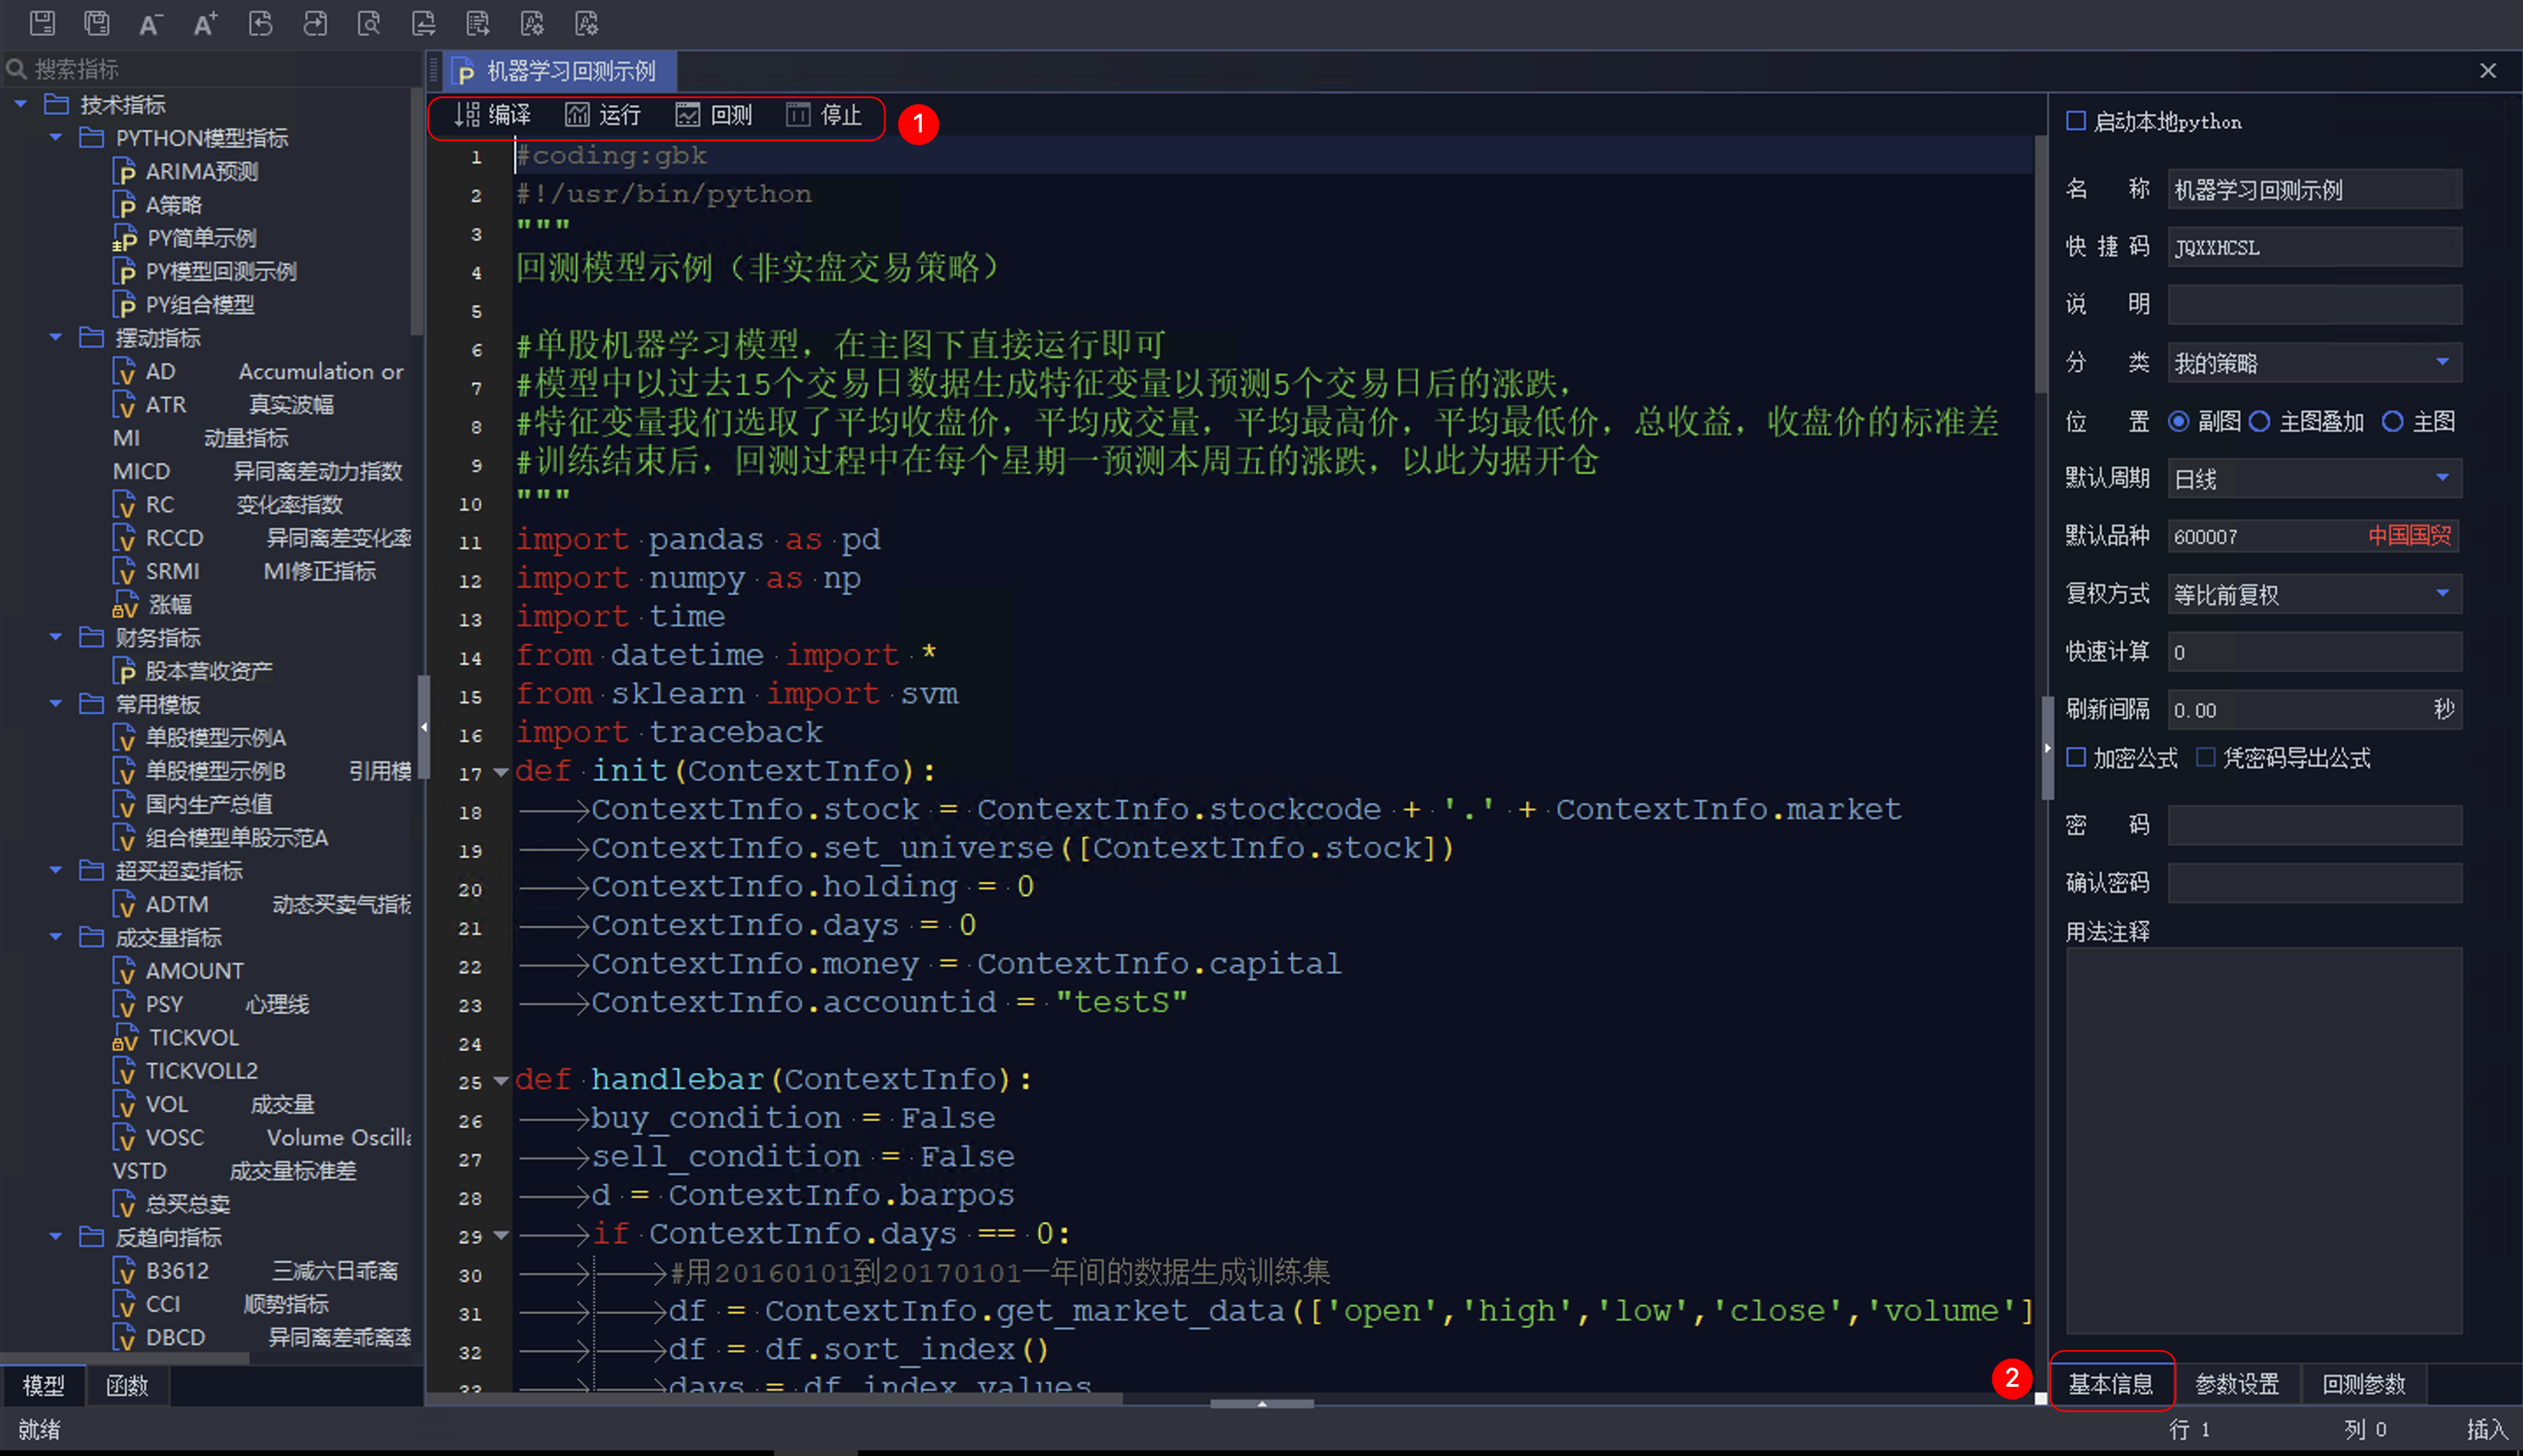 A- A+
搜索指标
技术指标
PYTHON模型指标
ARIMA预测
A策略
PY简单示例
PY模型回测示例
PY组合模型
摆动指标
AD Accumulation or
ATR 真实波幅
MI 动量指标
MICD 异同离差动力指数
RC 变化率指数
RCCD 异同离差变化率
SRMI MI修正指标
涨幅
财务指标
股本营收资产
常用模板
单股模型示例A
单股模型示例B 引用模
国内生产总值
组合模型单股示范A
超买超卖指标
ADTM 动态买卖气指标
成交量指标
AMOUNT
PSY 心理线
TICKVOL
TICKVOLL2
VOL 成交量
VOSC Volume Oscilla
VSTD 成交量标准差
总买总卖
反趋向指标
B3612 三减六日乖离
CCI 顺势指标
DBCD 异同离差乖离率
模型 函数
机器学习回测示例
编译 运行 回测 停止 1
1 #coding:gbk
2 #!/usr/bin/python
3 """
4 回测模型示例（非实盘交易策略）
5
6 #单股机器学习模型，在主图下直接运行即可
7 #模型中以过去15个交易日数据生成特征变量以预测5个交易日后的涨跌，
8 #特征变量我们选取了平均收盘价，平均成交量，平均最高价，平均最低价，总收益，收盘价的标准差
9 #训练结束后，回测过程中在每个星期一预测本周五的涨跌，以此为据开仓
10 """
11 import pandas as pd
12 import numpy as np
13 import time
14 from datetime import *
15 from sklearn import svm
16 import traceback
17 def init(ContextInfo):
18 ContextInfo.stock = ContextInfo.stockcode + '.' + ContextInfo.market
19 ContextInfo.set_universe([ContextInfo.stock])
20 ContextInfo.holding = 0
21 ContextInfo.days = 0
22 ContextInfo.money = ContextInfo.capital
23 ContextInfo.accountid = "testS"
24
25 def handlebar(ContextInfo):
26 buy_condition = False
27 sell_condition = False
28 d = ContextInfo.barpos
29 if ContextInfo.days == 0:
30 #用20160101到20170101一年间的数据生成训练集
31 df = ContextInfo.get_market_data(['open','high','low','close','volume']
32 df = df.sort_index()
33 days = df.index.values
启动本地python
名称 机器学习回测示例
快捷码 JQXXHCSL
说明
分类 我的策略
位置 副图 主图叠加 主图
默认周期 日线
默认品种 600007 中国国贸
复权方式 等比前复权
快速计算 0
刷新间隔 0.00 秒
加密公式 凭密码导出公式
密码
确认密码
用法注释
2 基本信息 参数设置 回测参数
就绪 行 1 列 0 插入